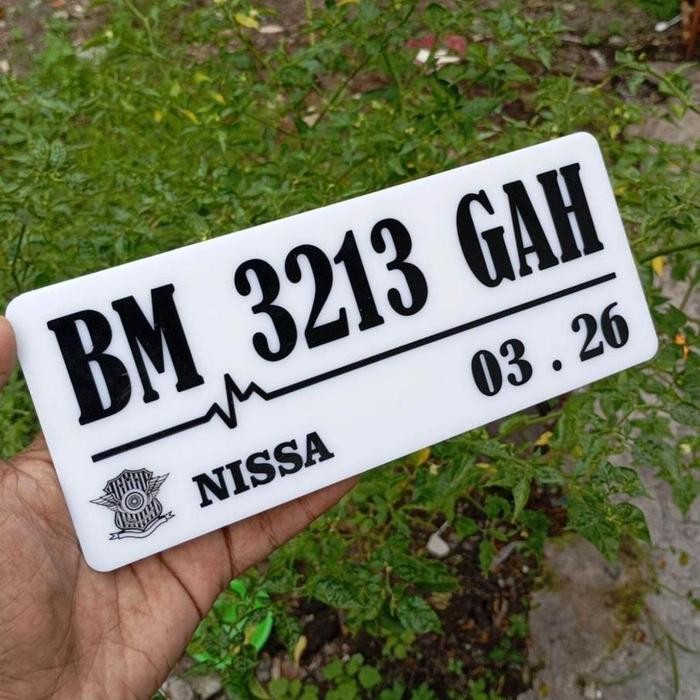 BM 3213 GAH
03 . 26
NISSA